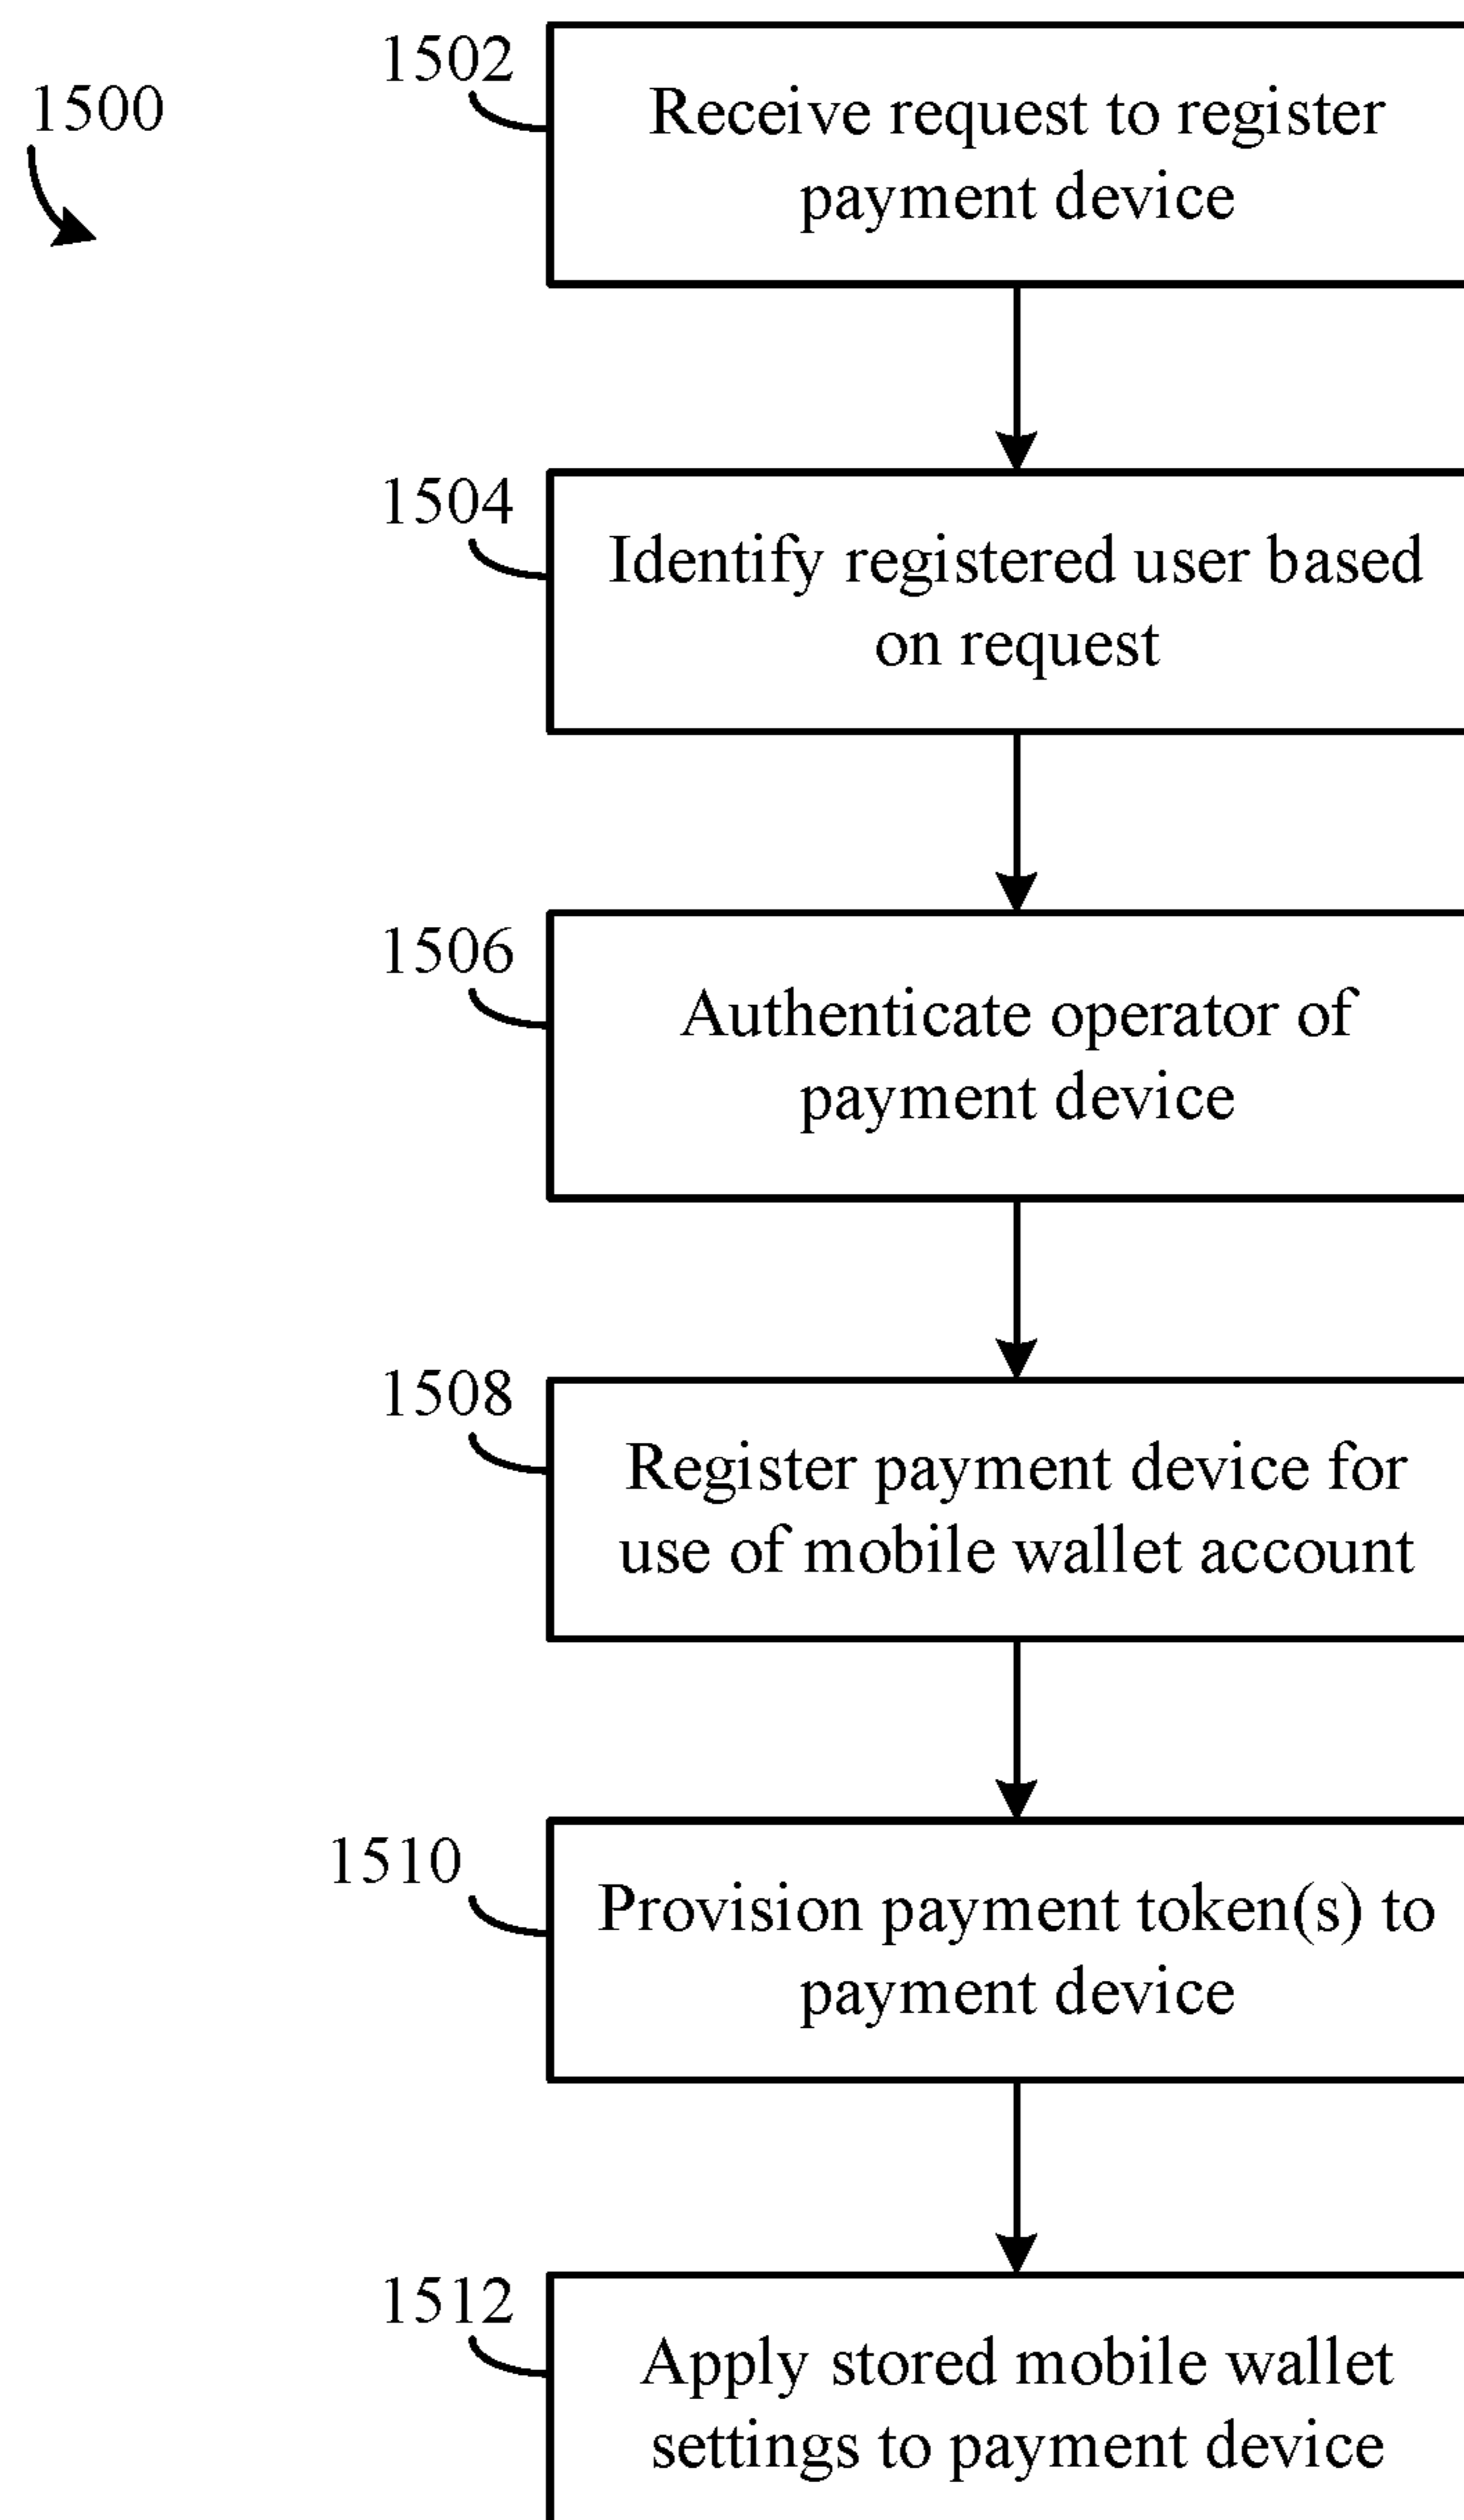 1500
1502
Receive request to register
payment device
1504
Identify registered user based
on request
1506
Authenticate operator of
payment device
1508
Register payment device for
use of mobile wallet account
1510
Provision payment token(s) to
payment device
1512
Apply stored mobile wallet
settings to payment device